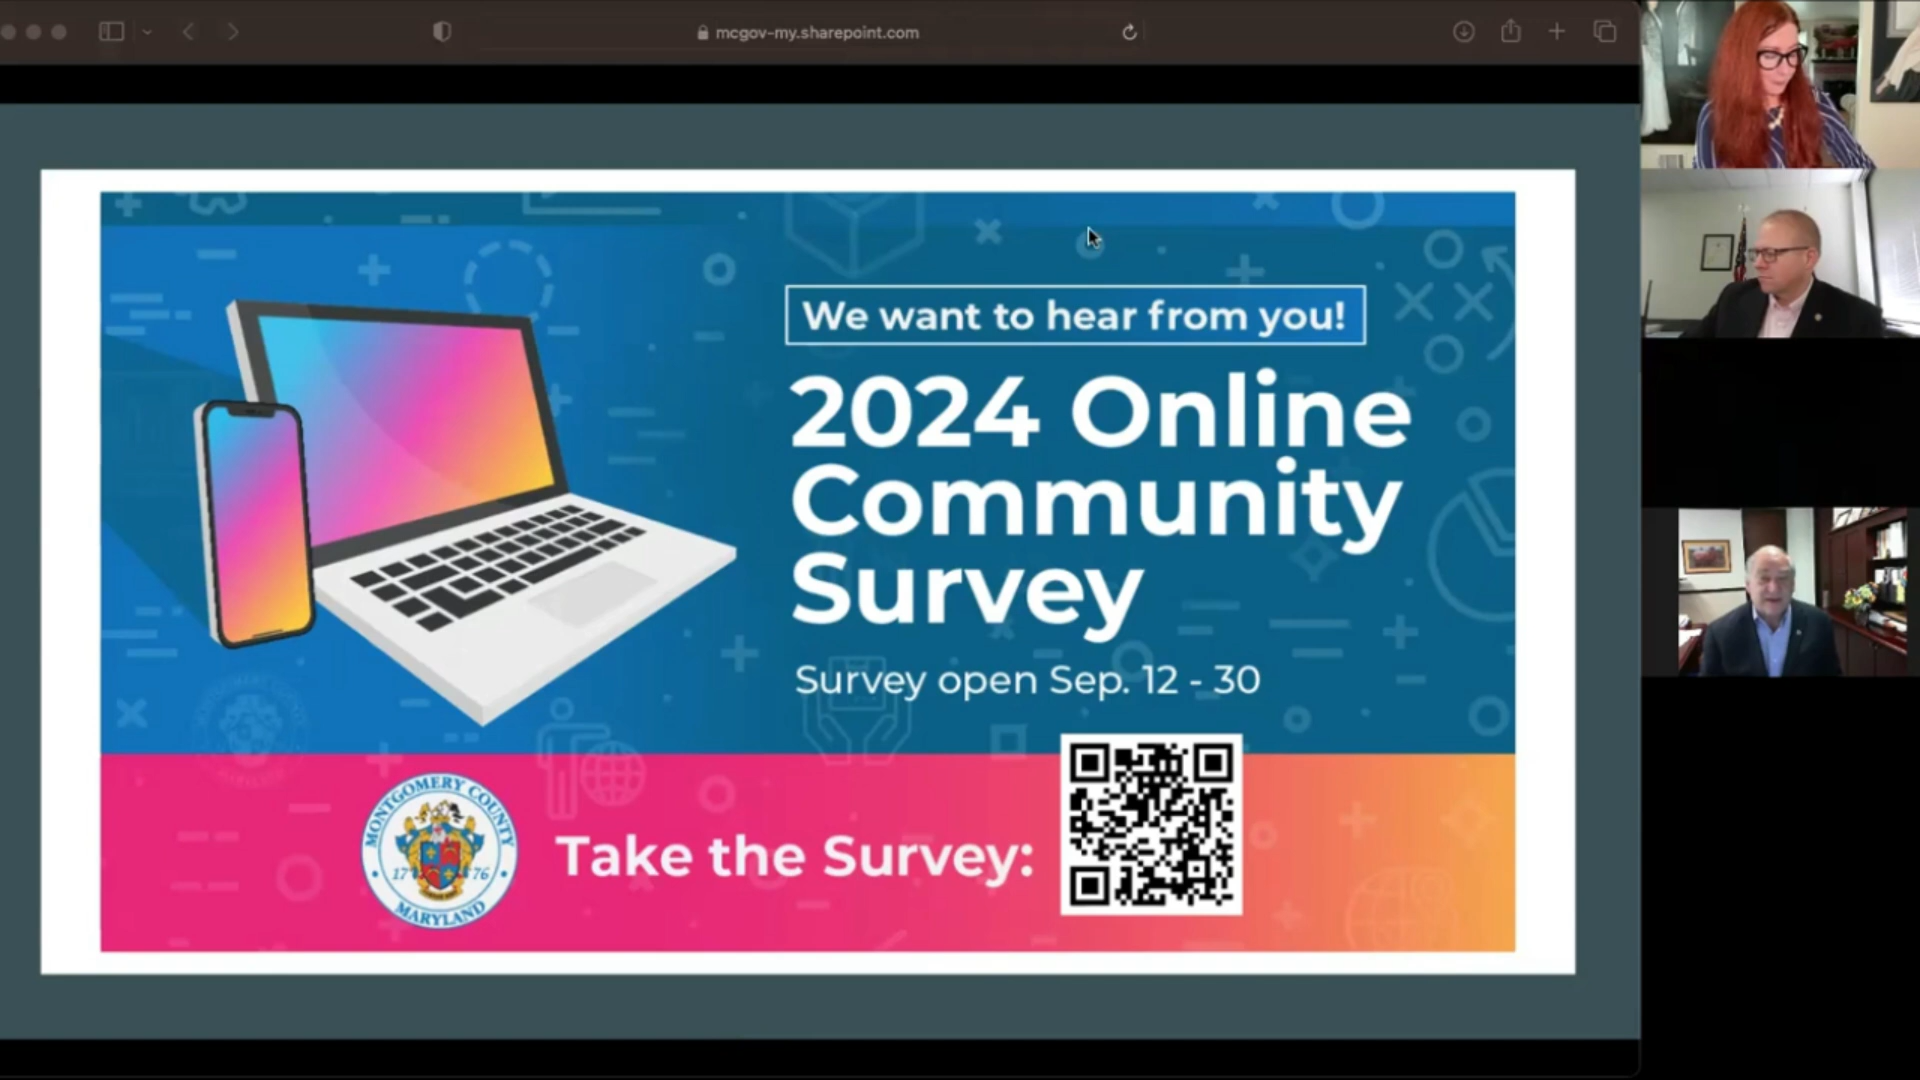 mcgov-my.sharepoint.com
We want to hear from you!
2024 Online
Community
Survey
Survey open Sep. 12 - 30
MONTGOMERY COUNTY
1776
MARYLAND
Take the Survey: